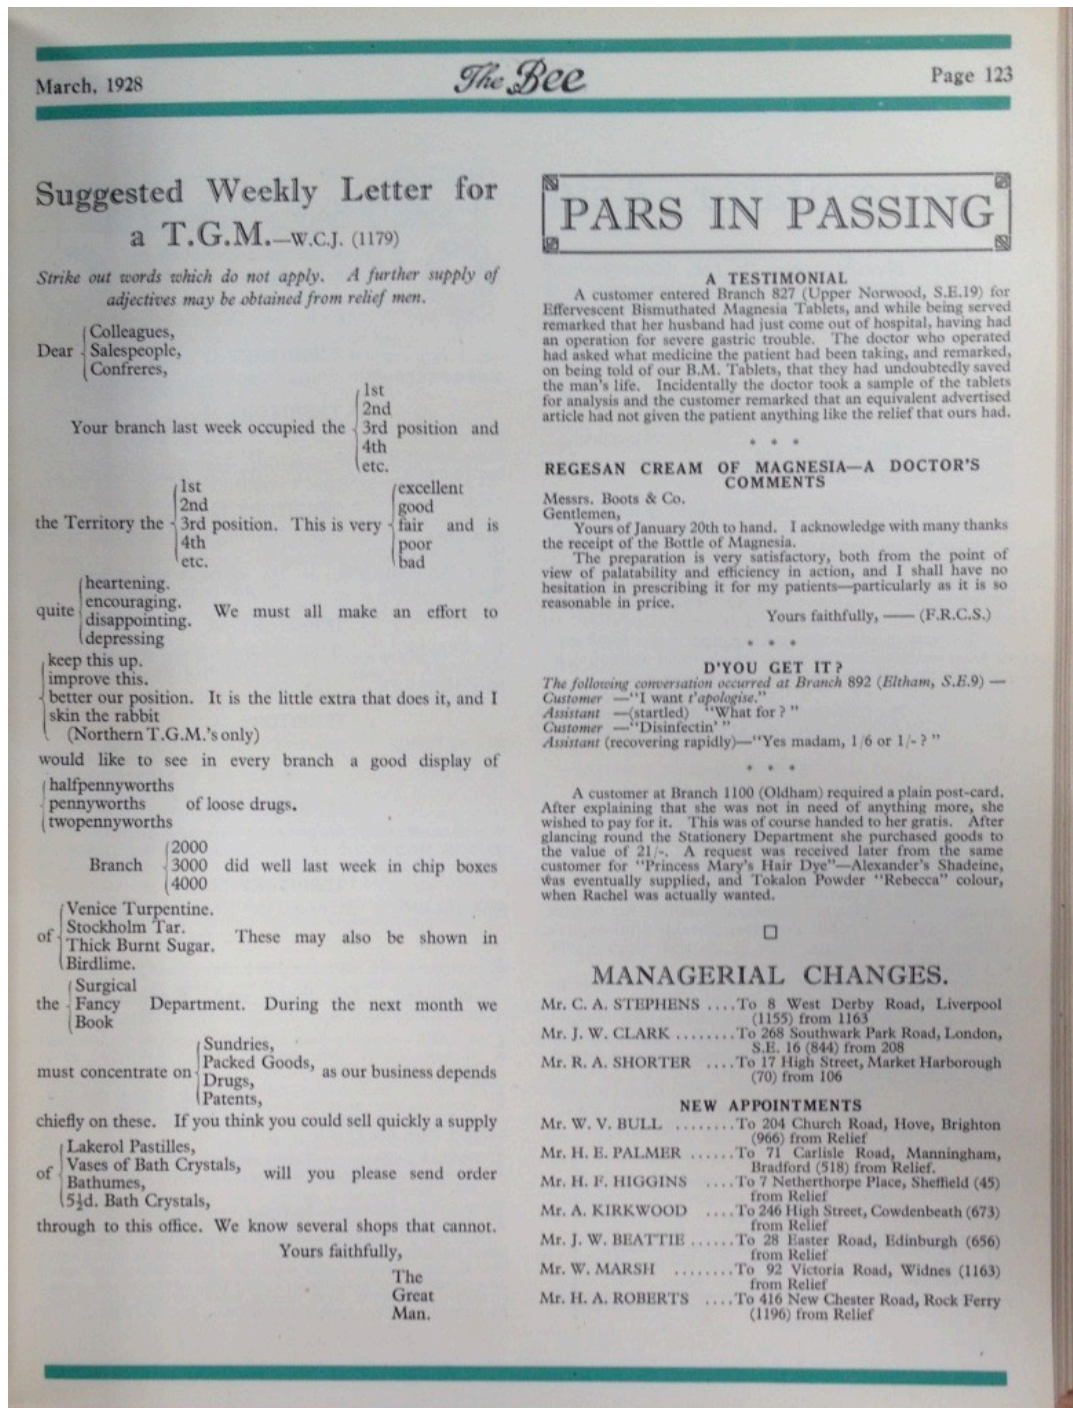 March, 1928
The Bee
Page 123
Suggested Weekly Letter for
a T.G.M.—W.C.J. (1179)
Strike out words which do not apply. A further supply of
adjectives may be obtained from relief men.
Dear
Colleagues,
Salespeople,
Confreres,
Your branch last week occupied the
1st
2nd
3rd
4th
etc.
position and
the Territory the
1st
2nd
3rd
4th
etc.
position. This is very
excellent
good
fair
poor
bad
and is
quite
heartening.
encouraging.
disappointing.
depressing
We must all make an effort to
keep this up.
improve this.
better our position.
skin the rabbit
(Northern T.G.M.'s only)
It is the little extra that does it, and I
would like to see in every branch a good display of
halfpennyworths
pennyworths
twopennyworths
of loose drugs.
Branch
2000
3000
4000
did well last week in chip boxes
of
Venice Turpentine.
Stockholm Tar.
Thick Burnt Sugar.
Birdlime.
These may also be shown in
the
Surgical
Fancy
Book
Department. During the next month we
must concentrate on
Sundries,
Packed Goods,
Drugs,
Patents,
as our business depends
chiefly on these. If you think you could sell quickly a supply
of
Lakerol Pastilles,
Vases of Bath Crystals,
Bathumes,
5½d. Bath Crystals,
will you please send order
through to this office. We know several shops that cannot.
Yours faithfully,
The
Great
Man.
PARS IN PASSING
A TESTIMONIAL
A customer entered Branch 827 (Upper Norwood, S.E.19) for
Effervescent Bismuthated Magnesia Tablets, and while being served
remarked that her husband had just come out of hospital, having had
an operation for severe gastric trouble. The doctor who operated
had asked what medicine the patient had been taking, and remarked,
on being told of our B.M. Tablets, that they had undoubtedly saved
the man's life. Incidentally the doctor took a sample of the tablets
for analysis and the customer remarked that an equivalent advertised
article had not given the patient anything like the relief that ours had.
* * *
REGESAN CREAM OF MAGNESIA—A DOCTOR'S
COMMENTS
Messrs. Boots & Co.
Gentlemen,
Yours of January 20th to hand. I acknowledge with many thanks
the receipt of the Bottle of Magnesia.
The preparation is very satisfactory, both from the point of
view of palatability and efficiency in action, and I shall have no
hesitation in prescribing it for my patients—particularly as it is so
reasonable in price.
Yours faithfully, —— (F.R.C.S.)
* * *
D'YOU GET IT?
The following conversation occurred at Branch 892 (Eltham, S.E.9) —
Customer —"I want t'apologise."
Assistant —(startled) "What for?"
Customer —"Disinfectin'"
Assistant (recovering rapidly)—"Yes madam, 1/6 or 1/-?"
* * *
A customer at Branch 1100 (Oldham) required a plain post-card.
After explaining that she was not in need of anything more, she
wished to pay for it. This was of course handed to her gratis. After
glancing round the Stationery Department she purchased goods to
the value of 21/-. A request was received later from the same
customer for "Princess Mary's Hair Dye"—Alexander's Shadeine,
was eventually supplied, and Tokalon Powder "Rebecca" colour,
when Rachel was actually wanted.
MANAGERIAL CHANGES.
Mr. C. A. STEPHENS ....To 8 West Derby Road, Liverpool
(1155) from 1163
Mr. J. W. CLARK ........To 268 Southwark Park Road, London,
S.E. 16 (844) from 208
Mr. R. A. SHORTER ....To 17 High Street, Market Harborough
(70) from 106
NEW APPOINTMENTS
Mr. W. V. BULL ........To 204 Church Road, Hove, Brighton
(966) from Relief
Mr. H. E. PALMER ......To 71 Carlisle Road, Manningham,
Bradford (518) from Relief.
Mr. H. F. HIGGINS ....To 7 Netherthorpe Place, Sheffield (45)
from Relief
Mr. A. KIRKWOOD ....To 246 High Street, Cowdenbeath (673)
from Relief
Mr. J. W. BEATTIE ......To 28 Easter Road, Edinburgh (656)
from Relief
Mr. W. MARSH ........To 92 Victoria Road, Widnes (1163)
from Relief
Mr. H. A. ROBERTS ....To 416 New Chester Road, Rock Ferry
(1196) from Relief